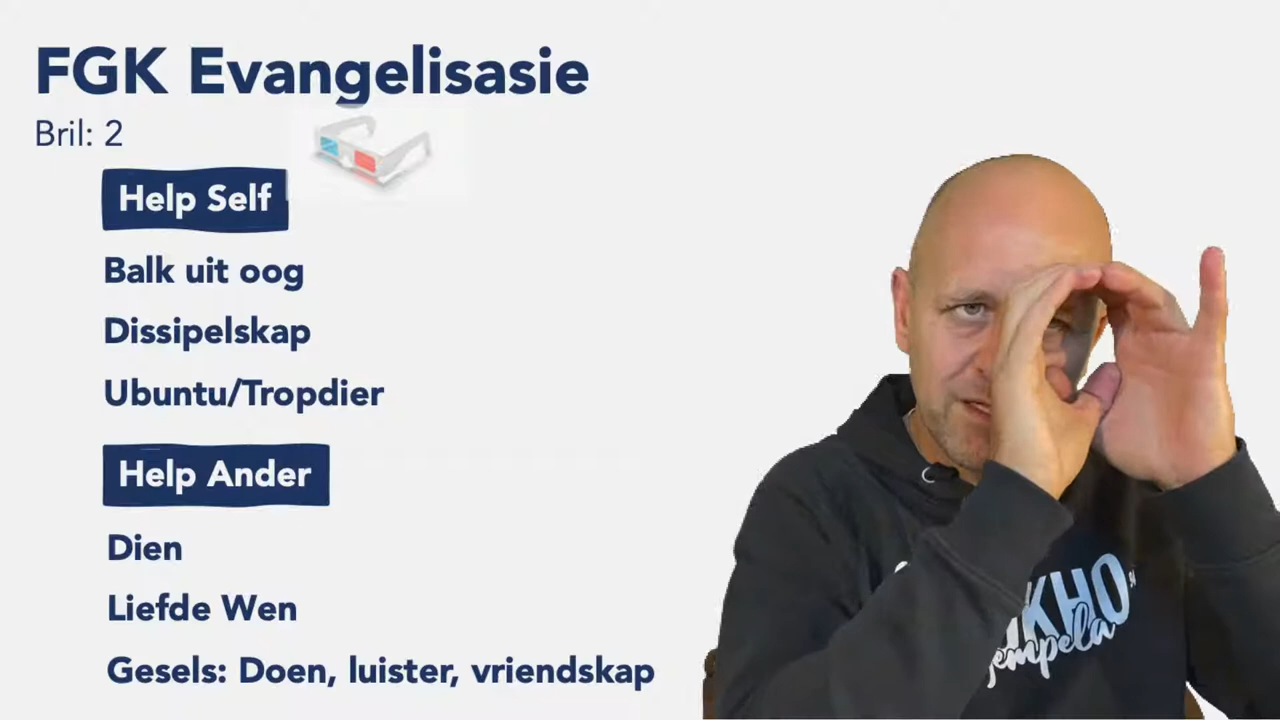 FGK Evangelisasie
Bril: 2
Help Self
Balk uit oog
Dissipelskap
Ubuntu/Tropdier
Help Ander
Dien
Liefde Wen
Gesels: Doen, luister, vriendskap